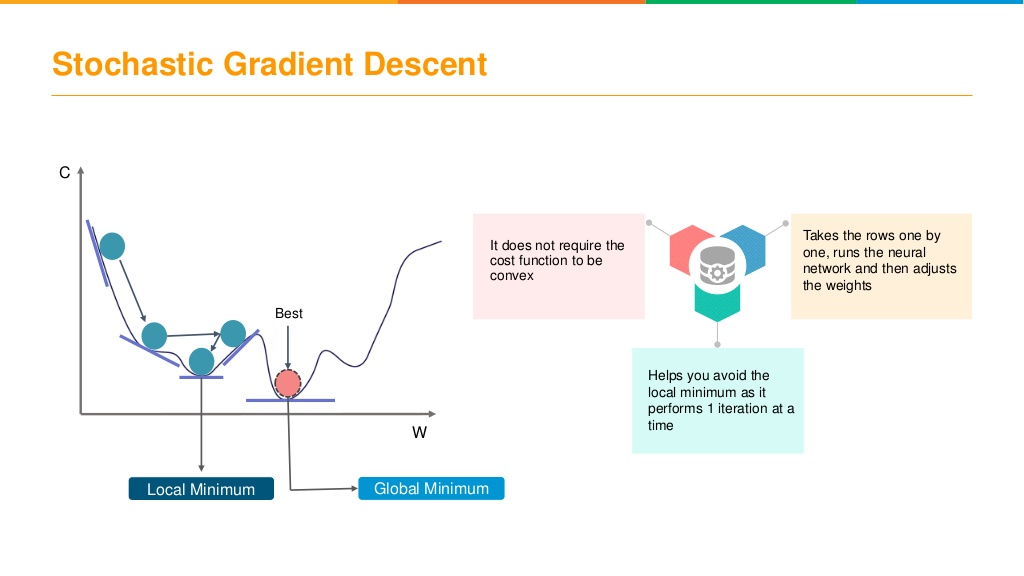 Stochastic Gradient Descent
C
Best
W
Local Minimum
Global Minimum
It does not require the
cost function to be
convex
Takes the rows one by
one, runs the neural
network and then adjusts
the weights
Helps you avoid the
local minimum as it
performs 1 iteration at a
time